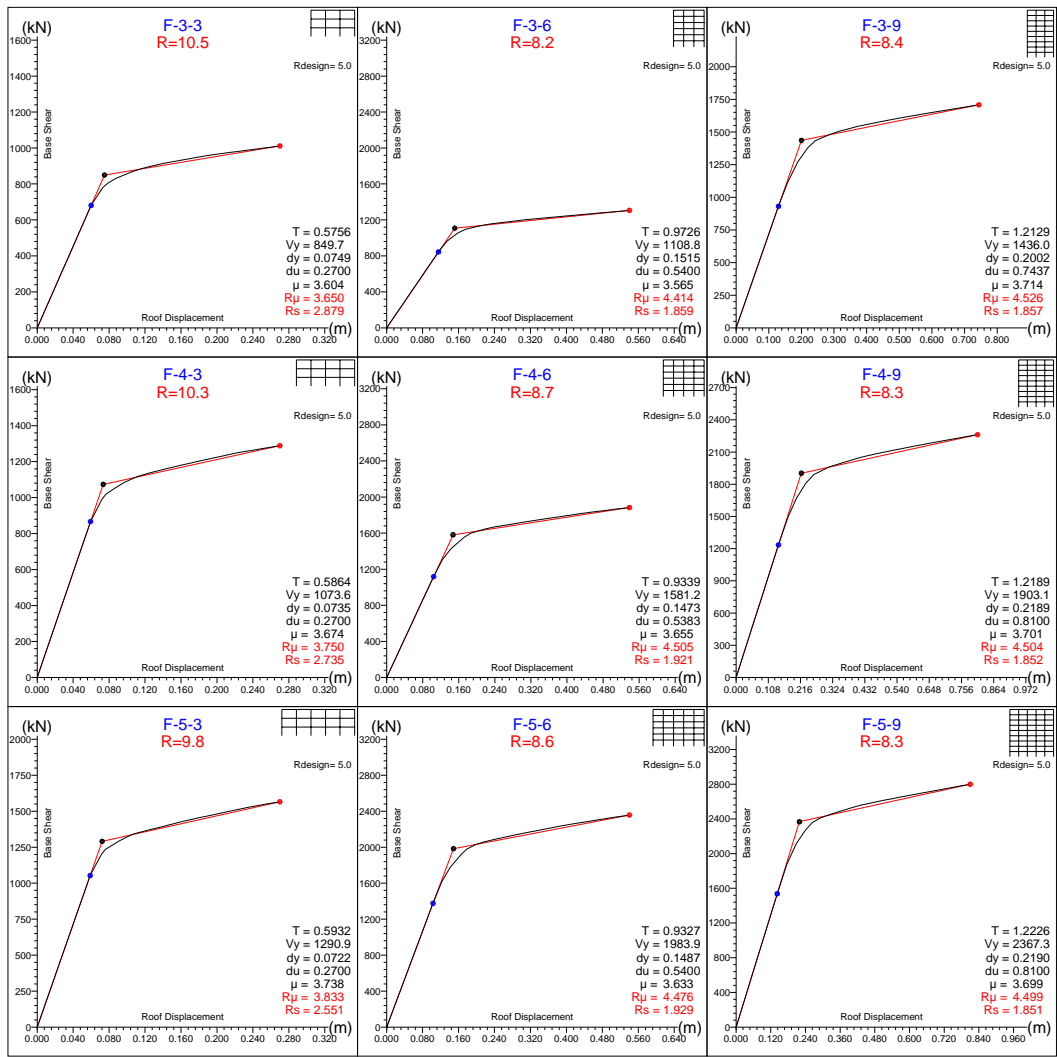 (kN)
F-3-3
R=10.5
Rdesign= 5.0
1600
1400
1200
1000
800
600
400
200
0
Base Shear
T = 0.5756
Vy = 849.7
dy = 0.0749
du = 0.2700
μ = 3.604
Rμ = 3.650
Rs = 2.879
Roof Displacement
(m)
0.000 0.040 0.080 0.120 0.160 0.200 0.240 0.280 0.320
(kN)
F-3-6
R=8.2
Rdesign= 5.0
3200
2800
2400
2000
1600
1200
800
400
0
Base Shear
T = 0.9726
Vy = 1108.8
dy = 0.1515
du = 0.5400
μ = 3.565
Rμ = 4.414
Rs = 1.859
Roof Displacement
(m)
0.000 0.080 0.160 0.240 0.320 0.400 0.480 0.560 0.640
(kN)
F-3-9
R=8.4
Rdesign= 5.0
2000
1750
1500
1250
1000
750
500
250
0
Base Shear
T = 1.2129
Vy = 1436.0
dy = 0.2002
du = 0.7437
μ = 3.714
Rμ = 4.526
Rs = 1.857
Roof Displacement
(m)
0.000 0.100 0.200 0.300 0.400 0.500 0.600 0.700 0.800
(kN)
F-4-3
R=10.3
Rdesign= 5.0
1600
1400
1200
1000
800
600
400
200
0
Base Shear
T = 0.5864
Vy = 1073.6
dy = 0.0735
du = 0.2700
μ = 3.674
Rμ = 3.750
Rs = 2.735
Roof Displacement
(m)
0.000 0.040 0.080 0.120 0.160 0.200 0.240 0.280 0.320
(kN)
F-4-6
R=8.7
Rdesign= 5.0
3200
2800
2400
2000
1600
1200
800
400
0
Base Shear
T = 0.9339
Vy = 1581.2
dy = 0.1473
du = 0.5383
μ = 3.655
Rμ = 4.505
Rs = 1.921
Roof Displacement
(m)
0.000 0.080 0.160 0.240 0.320 0.400 0.480 0.560 0.640
(kN)
F-4-9
R=8.3
Rdesign= 5.0
2700
2400
2100
1800
1500
1200
900
600
300
0
Base Shear
T = 1.2189
Vy = 1903.1
dy = 0.2189
du = 0.8100
μ = 3.701
Rμ = 4.504
Rs = 1.852
Roof Displacement
(m)
0.000 0.108 0.216 0.324 0.432 0.540 0.648 0.756 0.864 0.972
(kN)
F-5-3
R=9.8
Rdesign= 5.0
2000
1750
1500
1250
1000
750
500
250
0
Base Shear
T = 0.5932
Vy = 1290.9
dy = 0.0722
du = 0.2700
μ = 3.738
Rμ = 3.833
Rs = 2.551
Roof Displacement
(m)
0.000 0.040 0.080 0.120 0.160 0.200 0.240 0.280 0.320
(kN)
F-5-6
R=8.6
Rdesign= 5.0
3200
2800
2400
2000
1600
1200
800
400
0
Base Shear
T = 0.9327
Vy = 1983.9
dy = 0.1487
du = 0.5400
μ = 3.633
Rμ = 4.476
Rs = 1.929
Roof Displacement
(m)
0.000 0.080 0.160 0.240 0.320 0.400 0.480 0.560 0.640
(kN)
F-5-9
R=8.3
Rdesign= 5.0
3200
2800
2400
2000
1600
1200
800
400
0
Base Shear
T = 1.2226
Vy = 2367.3
dy = 0.2190
du = 0.8100
μ = 3.699
Rμ = 4.499
Rs = 1.851
Roof Displacement
(m)
0.000 0.120 0.240 0.360 0.480 0.600 0.720 0.840 0.960